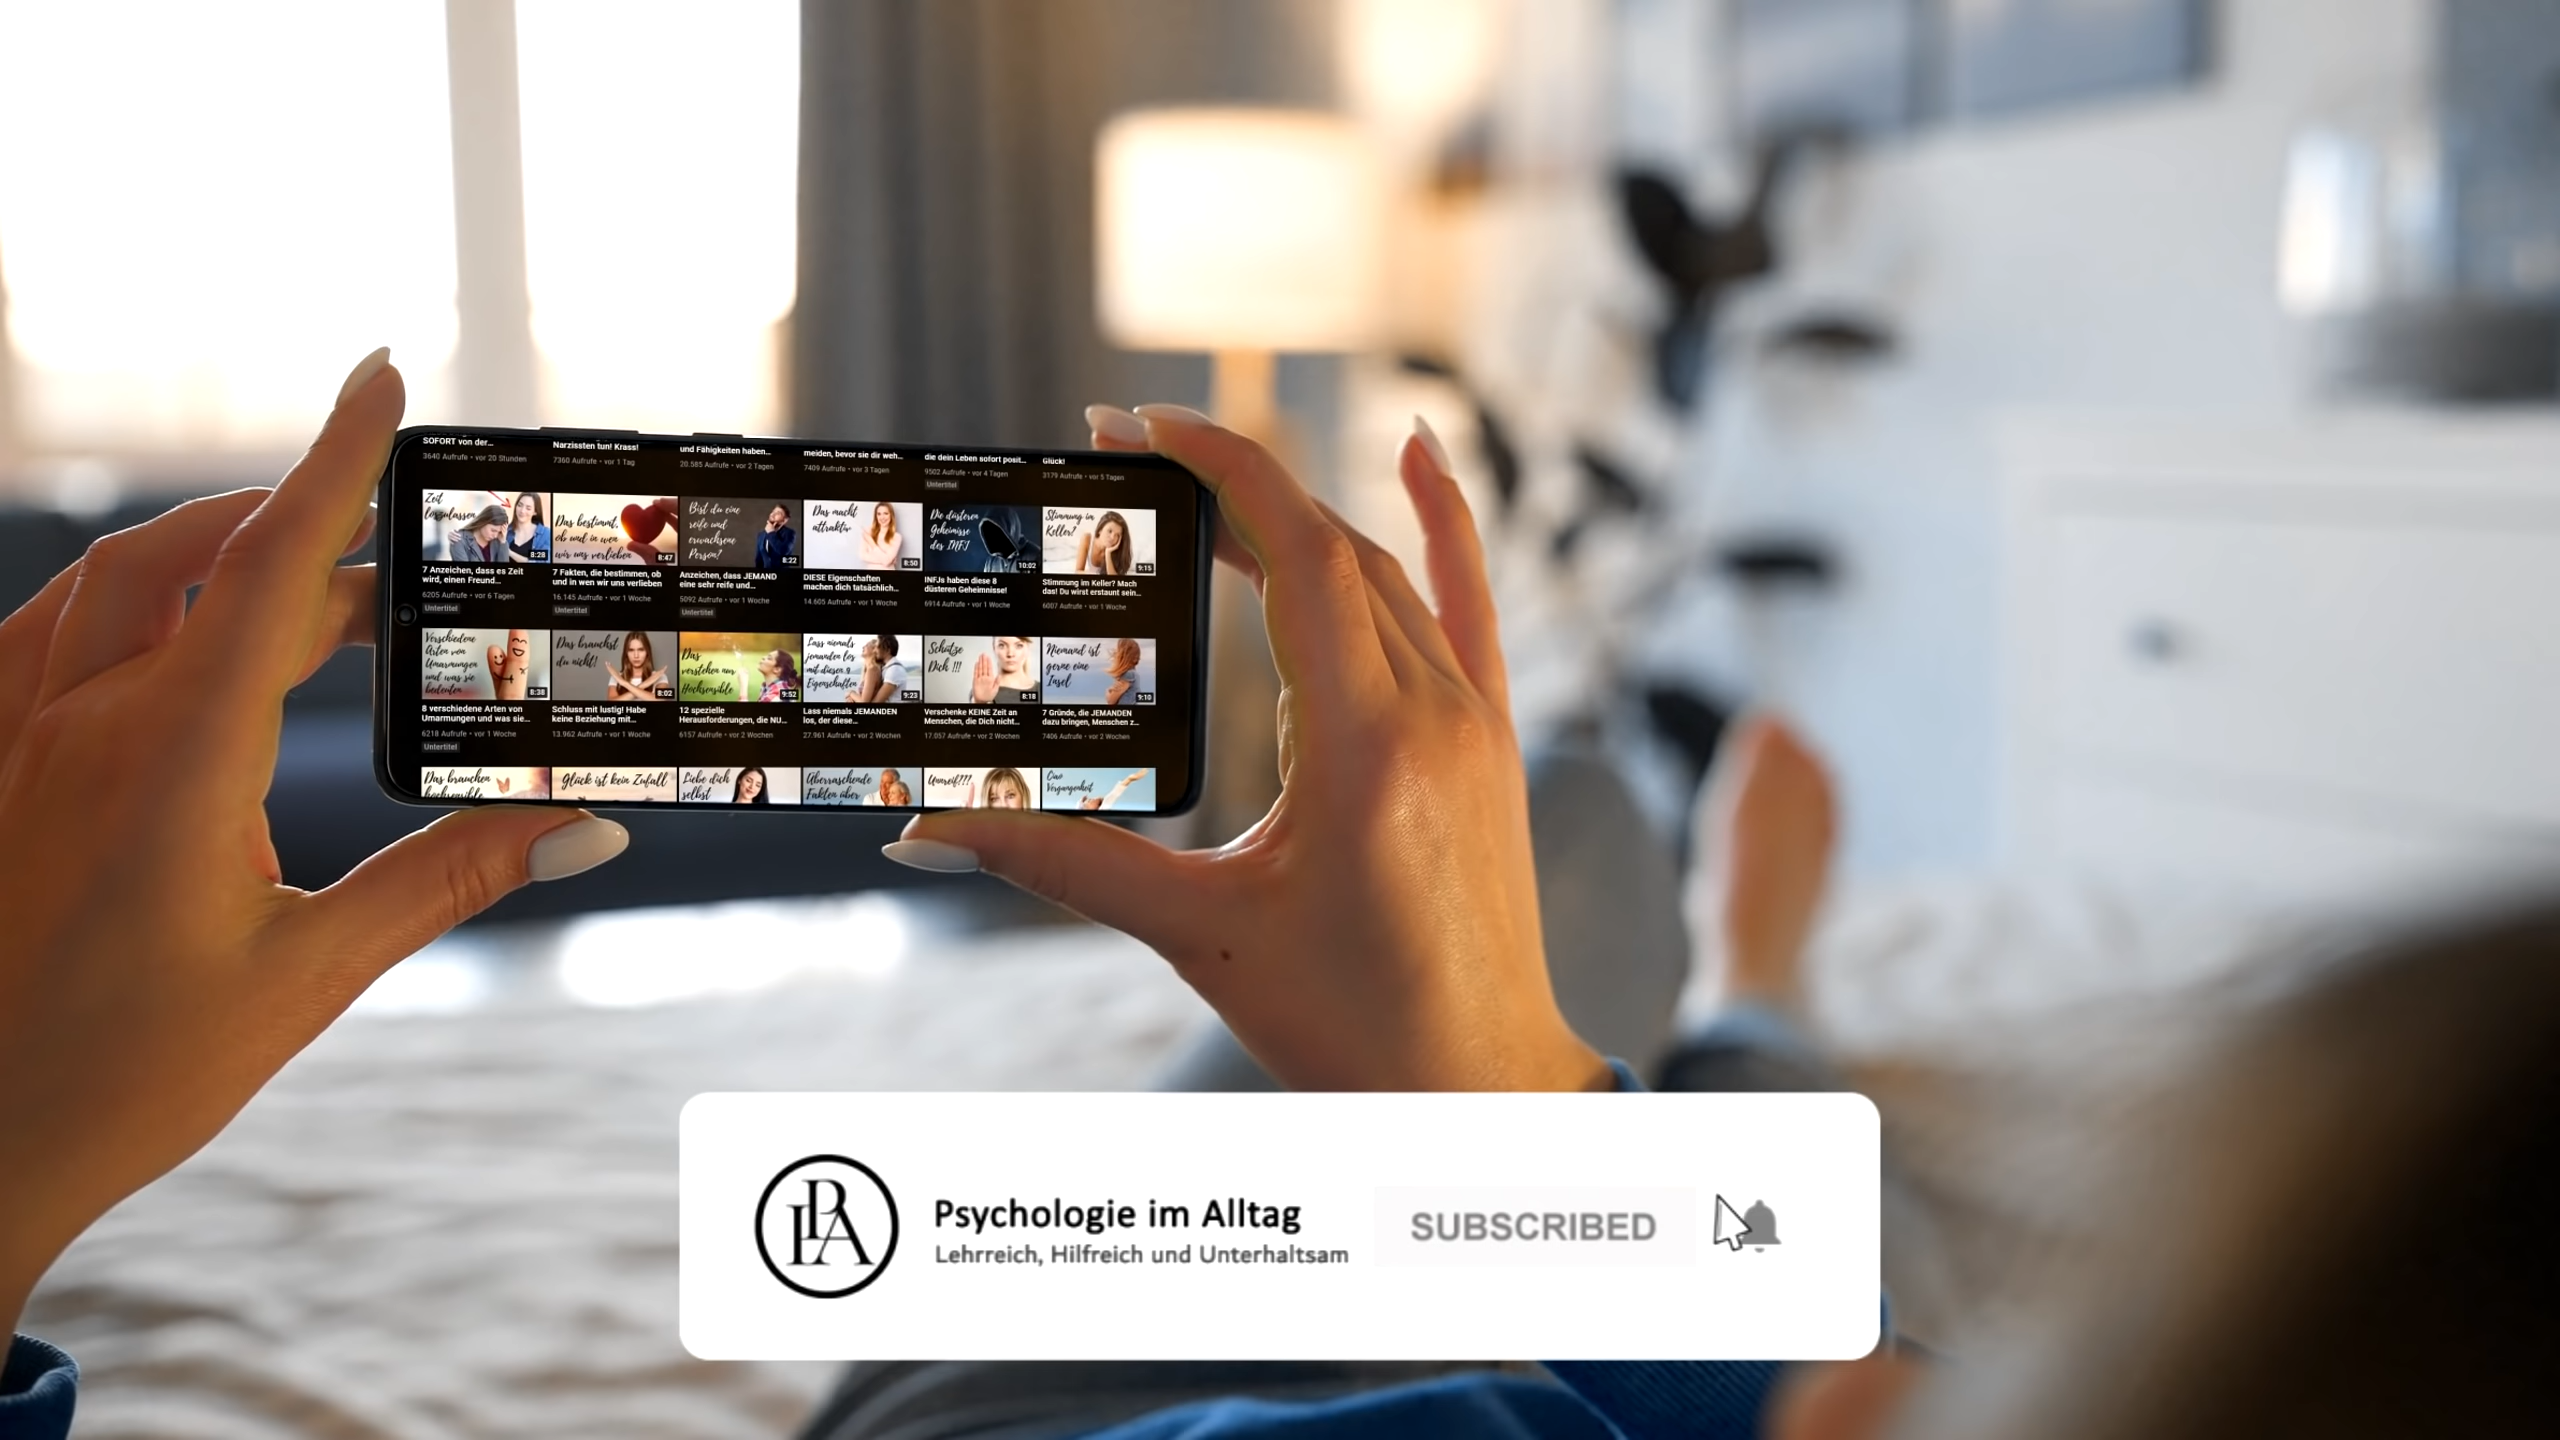 SOFORT von der...
3640 Aufrufe • vor 20 Stunden
Narzissten tun! Krass!
7360 Aufrufe • vor 1 Tag
und Fähigkeiten haben...
20.585 Aufrufe • vor 2 Tagen
meiden, bevor sie dir weh...
7409 Aufrufe • vor 3 Tagen
die dein Leben sofort posit...
9502 Aufrufe • vor 4 Tagen
Untertitel
Glück!
3179 Aufrufe • vor 5 Tagen
Zeit
loszulassen
8:28
7 Anzeichen, dass es Zeit
wird, einen Freund...
6205 Aufrufe • vor 6 Tagen
Untertitel
Das bestimmt,
ob und in wen
wir uns verlieben
8:47
7 Fakten, die bestimmen, ob
und in wen wir uns verlieben
16.145 Aufrufe • vor 1 Woche
Untertitel
Bist du eine
reife und
erwachsene
Person?
8:22
Anzeichen, dass JEMAND
eine sehr reife und...
5092 Aufrufe • vor 1 Woche
Untertitel
Das macht
attraktiv
8:50
DIESE Eigenschaften
machen dich tatsächlich...
14.605 Aufrufe • vor 1 Woche
Die düsteren
Geheimnisse
des INFJ
10:02
INFJs haben diese 8
düsteren Geheimnisse!
6914 Aufrufe • vor 1 Woche
Stimmung im
Keller?
9:15
Stimmung im Keller? Mach
das! Du wirst erstaunt sein...
6007 Aufrufe • vor 1 Woche
Verschiedene
Arten von
Umarmungen
und was sie
bedeuten
8:38
8 verschiedene Arten von
Umarmungen und was sie...
6218 Aufrufe • vor 1 Woche
Untertitel
Das brauchst
du nicht!
8:02
Schluss mit lustig! Habe
keine Beziehung mit...
13.962 Aufrufe • vor 1 Woche
Das
verstehen nur
Hochsensible
9:52
12 spezielle
Herausforderungen, die NU...
6157 Aufrufe • vor 2 Wochen
Lass niemals
jemanden los
mit diesen 9
Eigenschaften
9:23
Lass niemals JEMANDEN
los, der diese...
27.961 Aufrufe • vor 2 Wochen
Schütze
Dich !!!
8:18
Verschenke KEINE Zeit an
Menschen, die Dich nicht...
17.057 Aufrufe • vor 2 Wochen
Niemand ist
gerne eine
Insel
9:10
7 Gründe, die JEMANDEN
dazu bringen, Menschen z...
7406 Aufrufe • vor 2 Wochen
Das brauchen
hochsensible
Glück ist kein Zufall
Liebe dich
selbst
Überraschende
Fakten über
Unreif???
Ciao
Vergangenheit
PIA
Psychologie im Alltag
Lehrreich, Hilfreich und Unterhaltsam
SUBSCRIBED